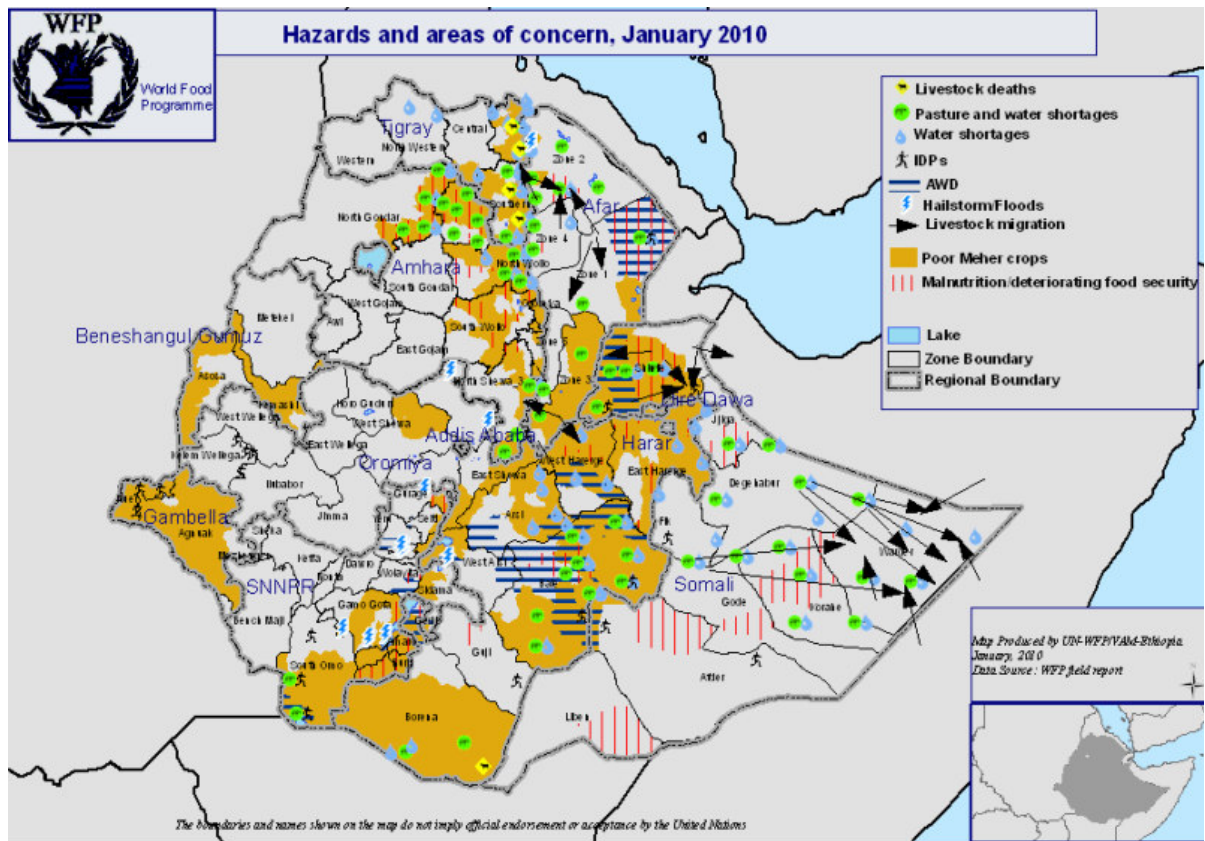 WFP
World Food
Programme
Hazards and areas of concern, January 2010
Livestock deaths
Pasture and water shortages
Water shortages
IDPs
AWD
Hailstorm/Floods
Livestock migration
Poor Meher crops
Malnutrition/deteriorating food security
Lake
Zone Boundary
Regional Boundary
Tigray
Central
North Western
Western
Zone 2
Southern
Afar
North Gondar
Zone 4
North Wollo
Zone 1
Amhara
South Gondar
West Gojam
Metekel
Awi
Beneshangul Gumuz
South Wollo
East Gojam
Zone 5
Asosa
Kamashi
North Shewa 3
Zone 3
Shinile
Dire Dawa
West Wellega
West Shewa
Jijiga
Addis Ababa
East Wellega
Harar
Kelem Wellega
Oromiya
East Shewa
West Hararge
East Hararge
Degehabur
Illubabor
Gurage
Gambella
Jimma
Arsi
Agnuak
Sheka
Keffa
Fik
Dawro
Wolayita
West Arsi
Bale
Warder
SNNPR
Sidama
Somali
Gode
Korahe
Gamo Gofa
Bench Maji
Guji
South Omo
Afder
Borena
Liben
Map Produced by UN-WFP/VAM-Ethiopia
January, 2010
Data Source : WFP field report
The boundaries and names shown on the map do not imply official endorsement or acceptance by the United Nations